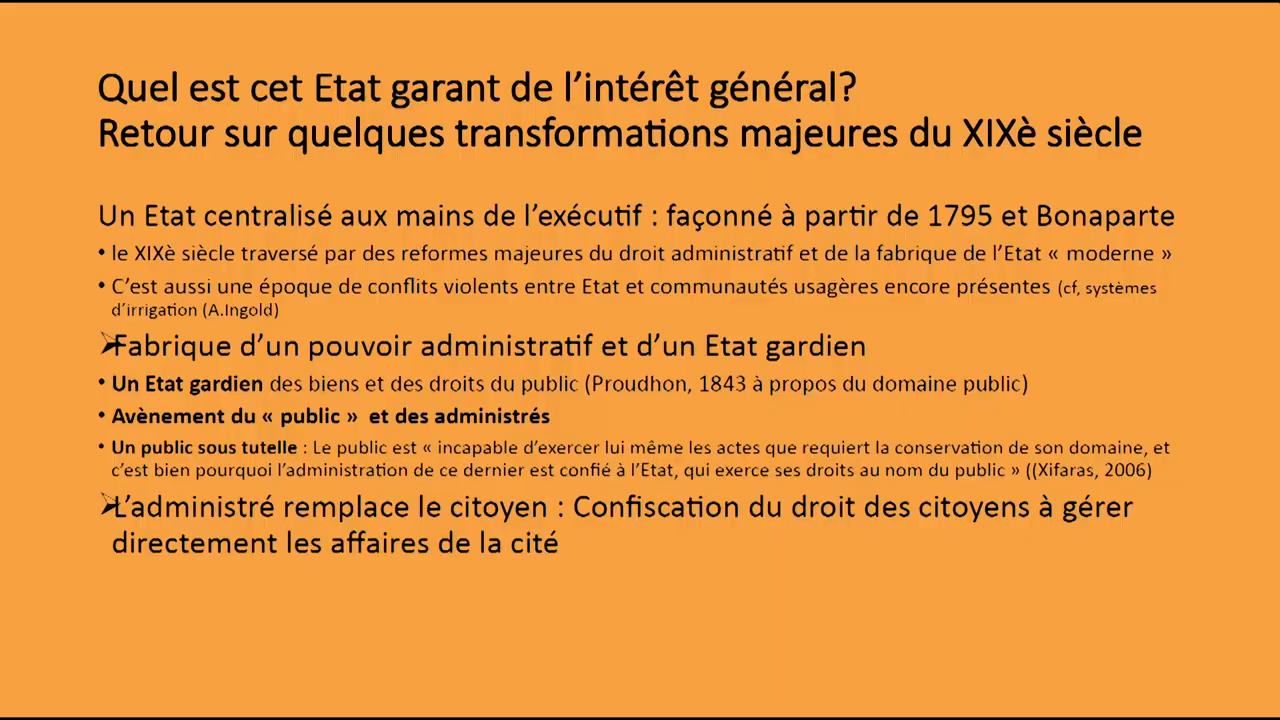 Quel est cet Etat garant de l’intérêt général?
Retour sur quelques transformations majeures du XIXè siècle
Un Etat centralisé aux mains de l’exécutif : façonné à partir de 1795 et Bonaparte
• le XIXè siècle traversé par des reformes majeures du droit administratif et de la fabrique de l’Etat « moderne »
• C’est aussi une époque de conflits violents entre Etat et communautés usagères encore présentes (cf, systèmes
d’irrigation (A.Ingold)
➢Fabrique d’un pouvoir administratif et d’un Etat gardien
• Un Etat gardien des biens et des droits du public (Proudhon, 1843 à propos du domaine public)
• Avènement du « public » et des administrés
• Un public sous tutelle : Le public est « incapable d’exercer lui même les actes que requiert la conservation de son domaine, et
c’est bien pourquoi l’administration de ce dernier est confié à l’Etat, qui exerce ses droits au nom du public » ((Xifaras, 2006)
➢L’administré remplace le citoyen : Confiscation du droit des citoyens à gérer
directement les affaires de la cité